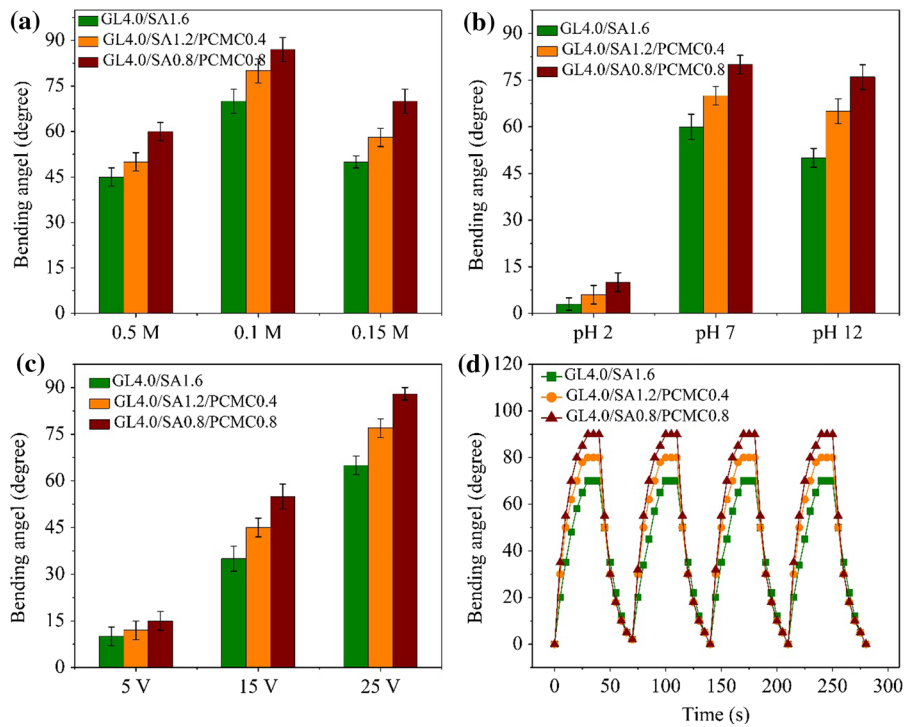 (a)
GL4.0/SA1.6
GL4.0/SA1.2/PCMC0.4
GL4.0/SA0.8/PCMC0.8
Bending angel (degree)
90
75
60
45
30
15
0
0.5 M 0.1 M 0.15 M
(b)
GL4.0/SA1.6
GL4.0/SA1.2/PCMC0.4
GL4.0/SA0.8/PCMC0.8
Bending angel (degree)
90
75
60
45
30
15
0
pH 2 pH 7 pH 12
(c)
GL4.0/SA1.6
GL4.0/SA1.2/PCMC0.4
GL4.0/SA0.8/PCMC0.8
Bending angel (degree)
90
75
60
45
30
15
0
5 V 15 V 25 V
(d)
GL4.0/SA1.6
GL4.0/SA1.2/PCMC0.4
GL4.0/SA0.8/PCMC0.8
Bending angel (degree)
120
100
80
60
40
20
0
0 50 100 150 200 250 300
Time (s)